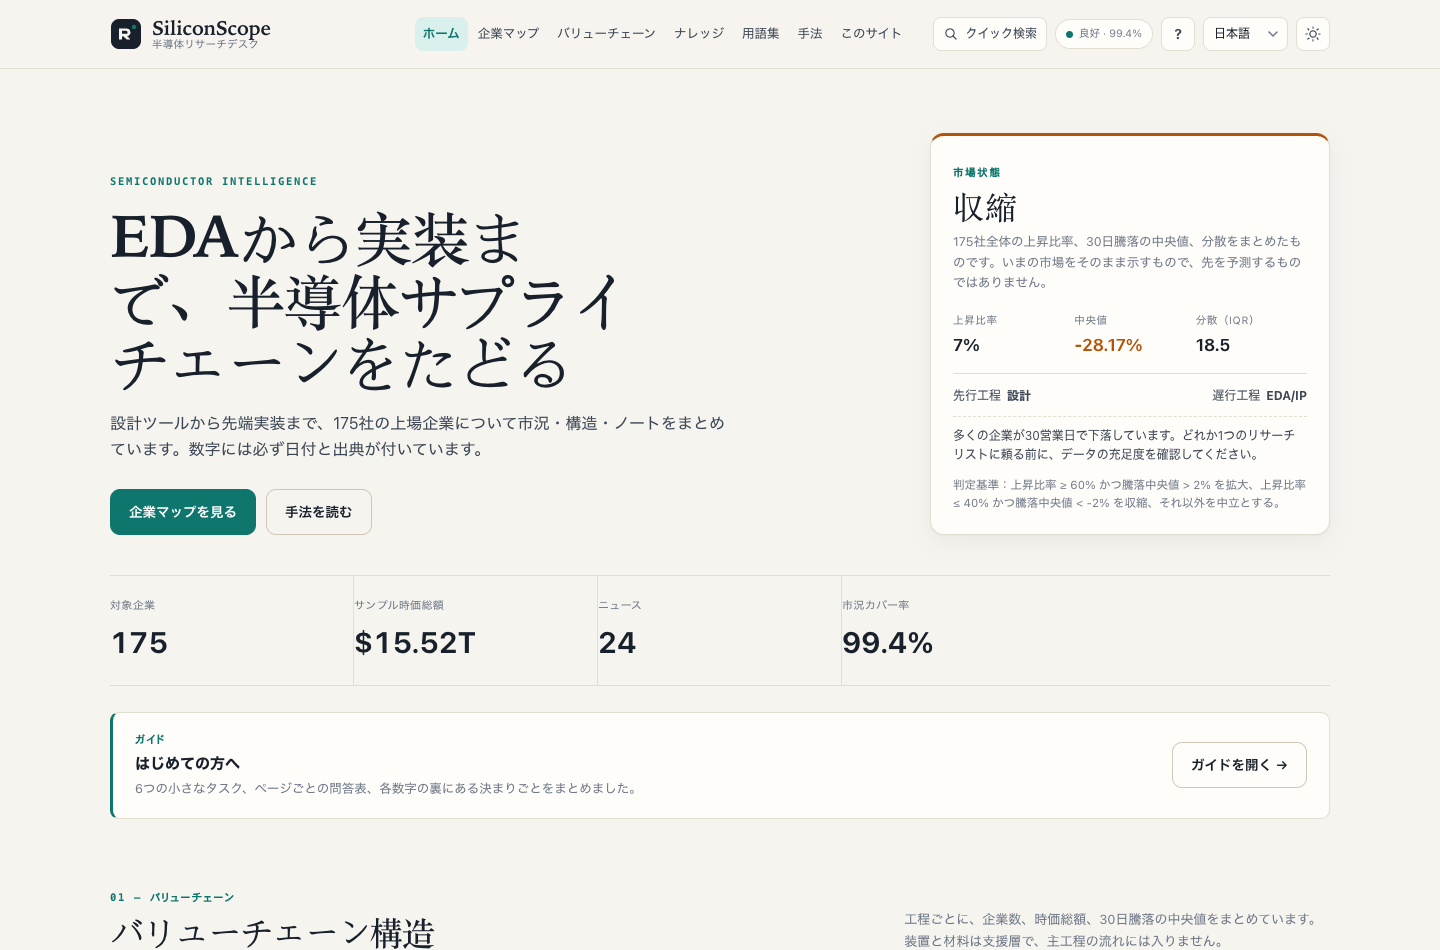 R
SiliconScope
半導体リサーチデスク
ホーム
企業マップ
バリューチェーン
ナレッジ
用語集
手法
このサイト
クイック検索
良好 · 99.4%
?
日本語
SEMICONDUCTOR INTELLIGENCE
EDAから実装ま
で、半導体サプライ
チェーンをたどる
設計ツールから先端実装まで、175社の上場企業について市況・構造・ノートをまとめ
ています。数字には必ず日付と出典が付いています。
企業マップを見る
手法を読む
市場状態
収縮
175社全体の上昇比率、30日騰落の中央値、分散をまとめたも
のです。いまの市場をそのまま示すもので、先を予測するもの
ではありません。
上昇比率
中央値
分散（IQR）
7%
-28.17%
18.5
先行工程 設計
遅行工程 EDA/IP
多くの企業が30営業日で下落しています。どれか1つのリサーチ
リストに頼る前に、データの充足度を確認してください。
判定基準：上昇比率 ≥ 60% かつ騰落中央値 > 2% を拡大、上昇比率
≤ 40% かつ騰落中央値 < -2% を収縮、それ以外を中立とする。
対象企業
175
サンプル時価総額
$15.52T
ニュース
24
市況カバー率
99.4%
ガイド
はじめての方へ
6つの小さなタスク、ページごとの問答表、各数字の裏にある決まりごとをまとめました。
ガイドを開く →
01 — バリューチェーン
バリューチェーン構造
工程ごとに、企業数、時価総額、30日騰落の中央値をまとめています。
装置と材料は支援層で、主工程の流れには入りません。